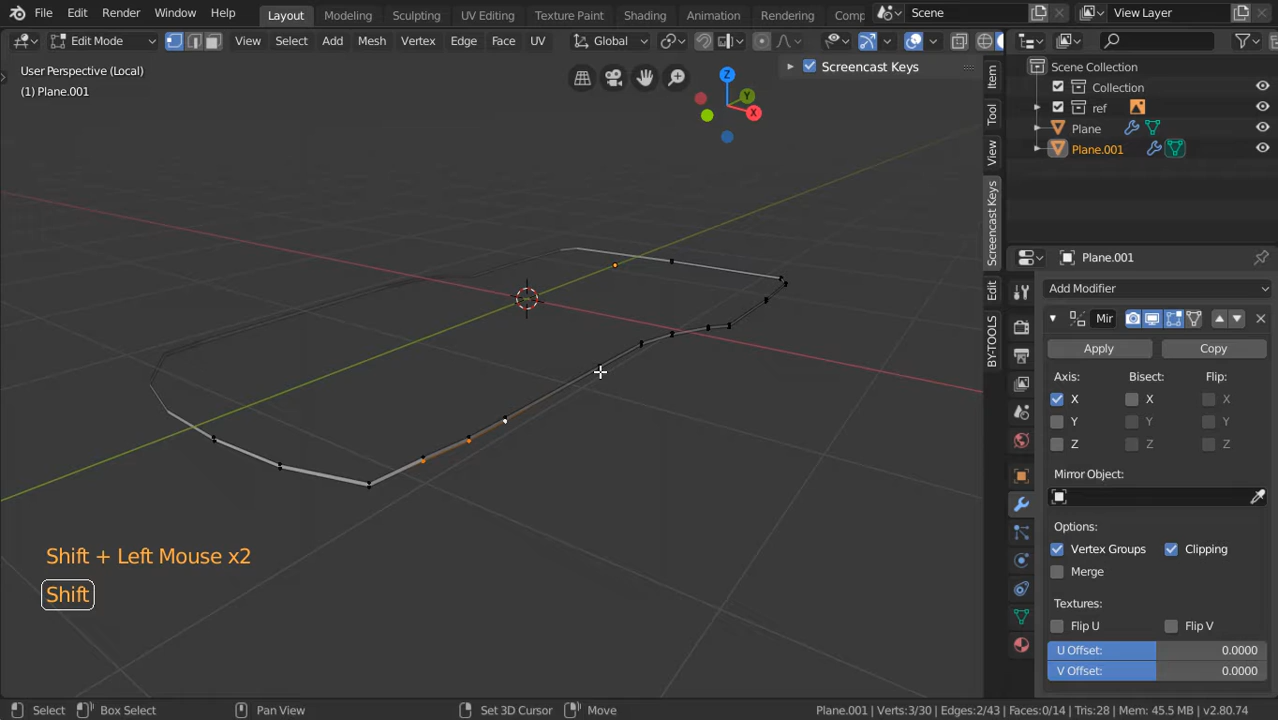 File Edit Render Window Help Layout Modeling Sculpting UV Editing Texture Paint Shading Animation Rendering Comp Scene View Layer
Edit Mode View Select Add Mesh Vertex Edge Face UV Global
User Perspective (Local)
(1) Plane.001
Screencast Keys
Z
Y
X
Item
Tool
View
Screencast Keys
Edit
BY-TOOLS
Scene Collection
Collection
ref
Plane
Plane.001
Plane.001
Add Modifier
Mir
Apply Copy
Axis: Bisect: Flip:
X X X
Y Y Y
Z Z Z
Mirror Object:
Options:
Vertex Groups Clipping
Merge
Textures:
Flip U Flip V
U Offset: 0.0000
V Offset: 0.0000
Shift + Left Mouse x2
Shift
Select Box Select Pan View Set 3D Cursor Move Plane.001 | Verts:3/30 | Edges:2/43 | Faces:0/14 | Tris:28 | Mem: 45.5 MB | v2.80.74